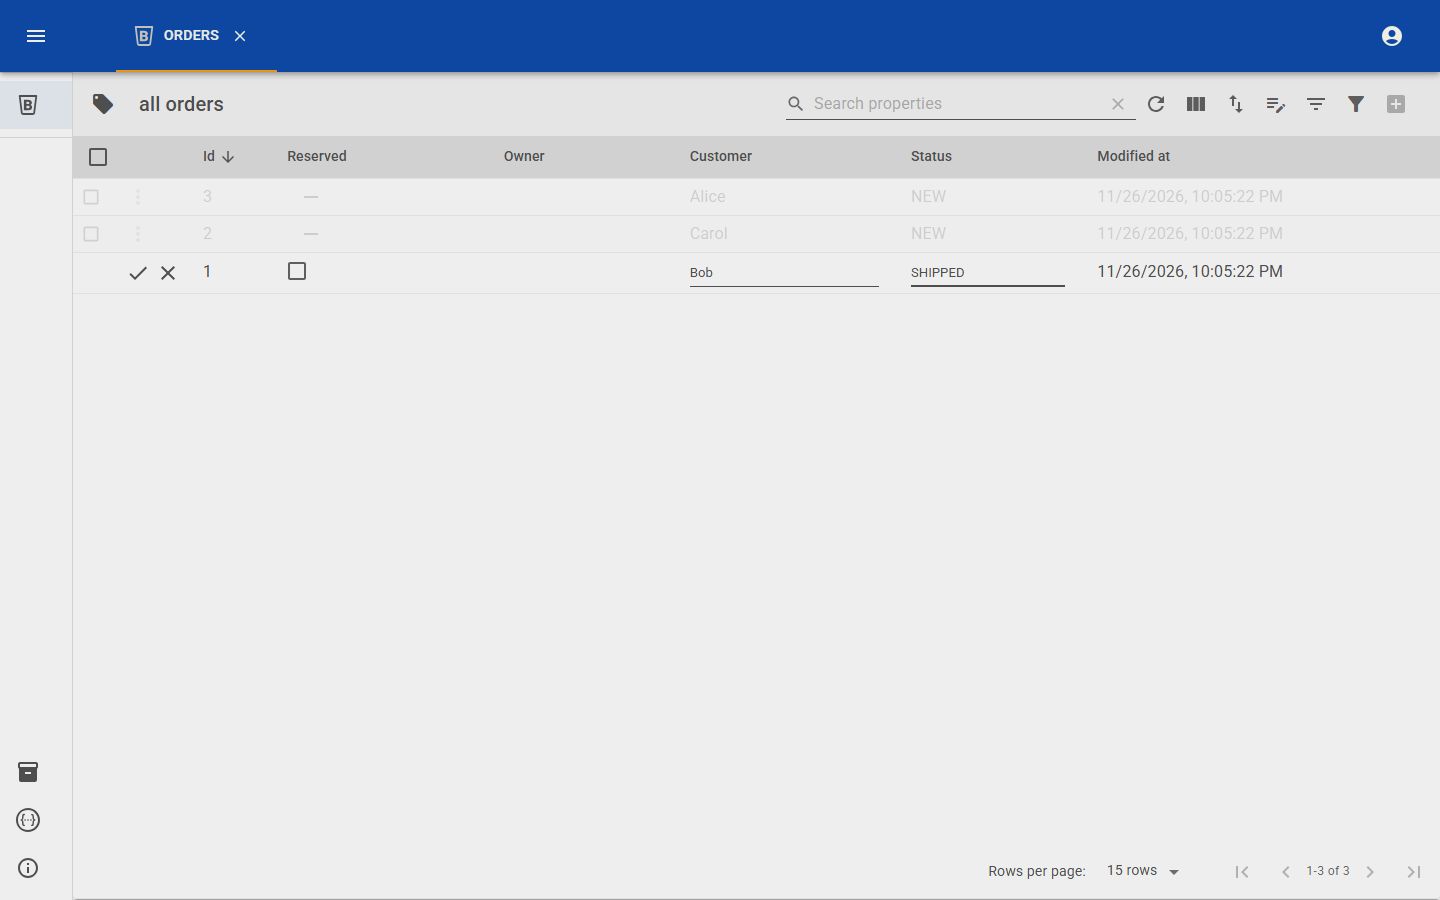 ORDERS
all orders
Search properties
Id Reserved Owner Customer Status Modified at
3 — Alice NEW 11/26/2026, 10:05:22 PM
2 — Carol NEW 11/26/2026, 10:05:22 PM
1 Bob SHIPPED 11/26/2026, 10:05:22 PM
Rows per page: 15 rows 1-3 of 3